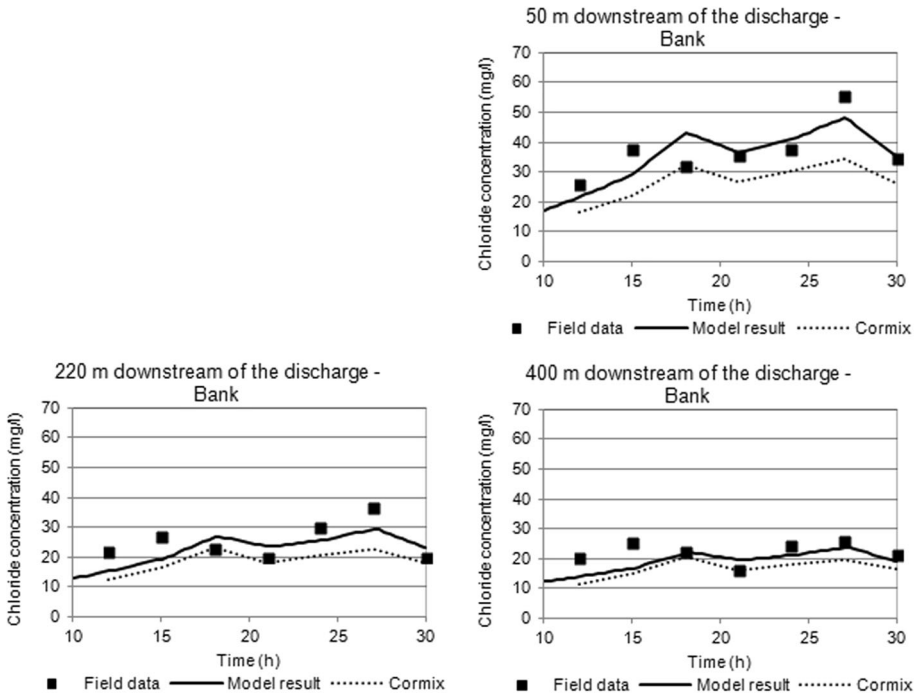 50 m downstream of the discharge -
Bank
Chloride concentration (mg/l)
70
60
50
40
30
20
10
0
10 15 20 25 30
Time (h)
Field data Model result Cormix
220 m downstream of the discharge -
Bank
Chloride concentration (mg/l)
70
60
50
40
30
20
10
0
10 15 20 25 30
Time (h)
Field data Model result Cormix
400 m downstream of the discharge -
Bank
Chloride concentration (mg/l)
70
60
50
40
30
20
10
0
10 15 20 25 30
Time (h)
Field data Model result Cormix